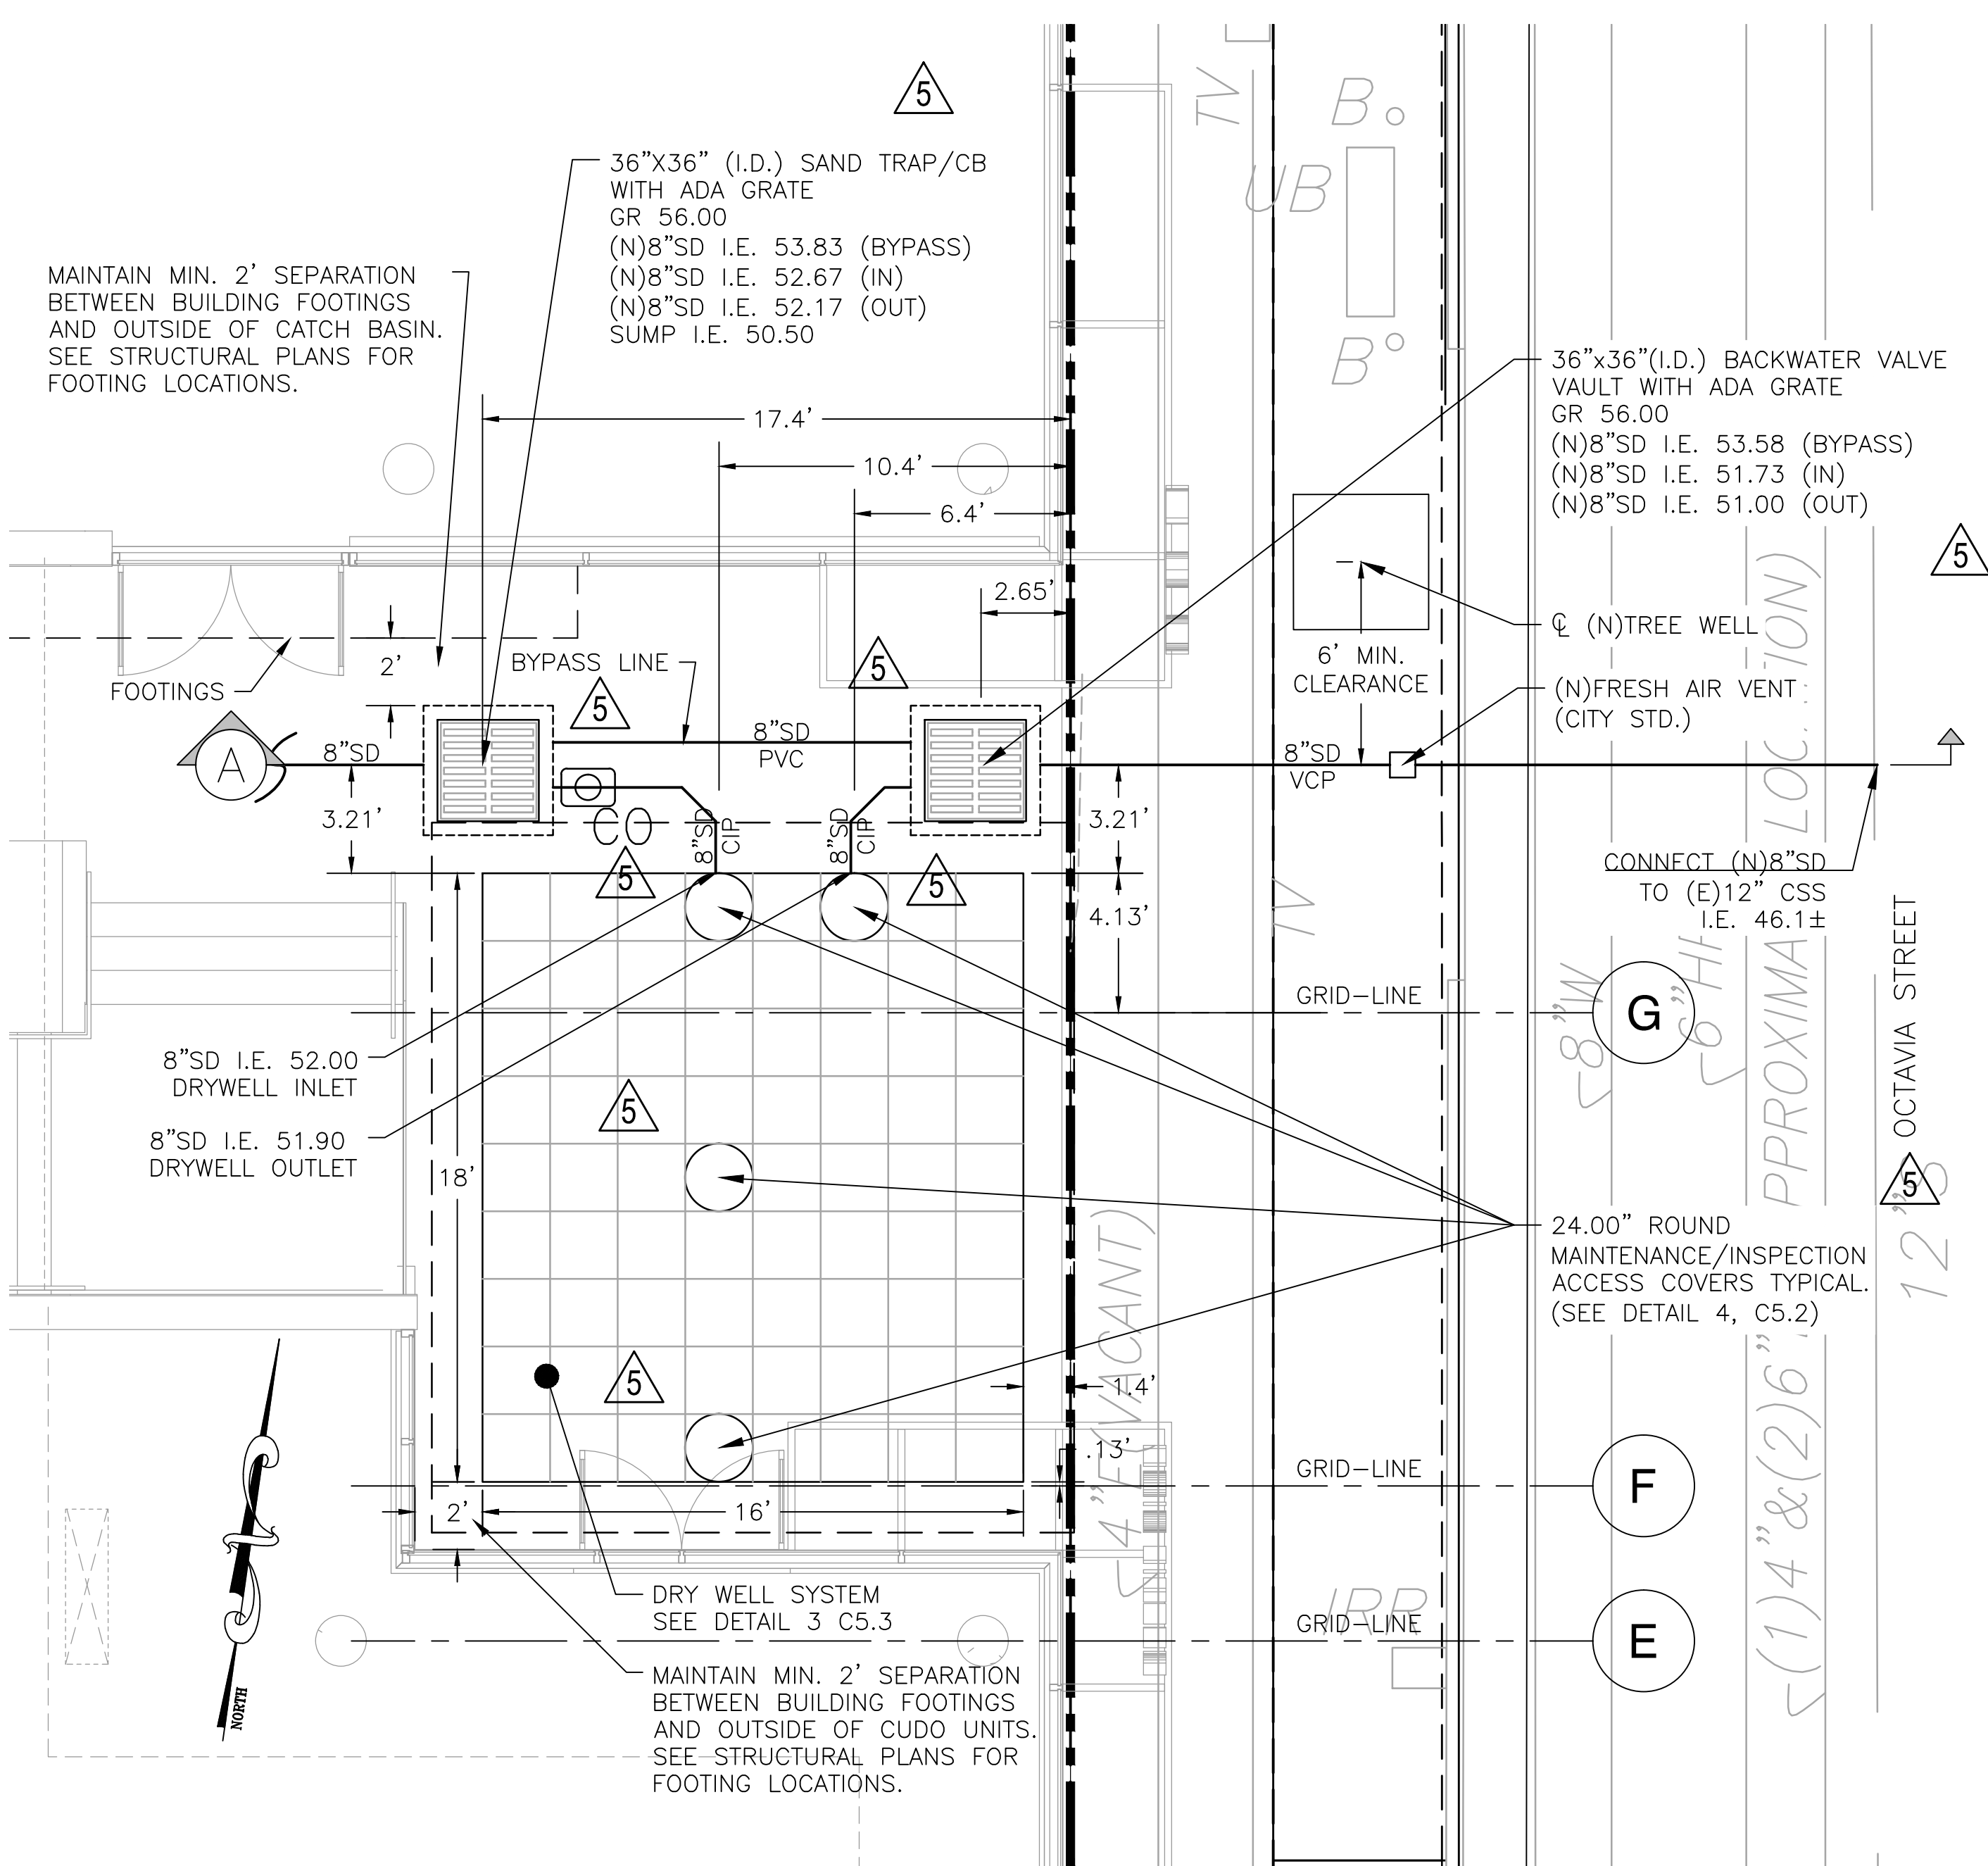 5
36"X36" (I.D.) SAND TRAP/CB
WITH ADA GRATE
GR 56.00
(N)8"SD I.E. 53.83 (BYPASS)
(N)8"SD I.E. 52.67 (IN)
(N)8"SD I.E. 52.17 (OUT)
SUMP I.E. 50.50
MAINTAIN MIN. 2' SEPARATION
BETWEEN BUILDING FOOTINGS
AND OUTSIDE OF CATCH BASIN.
SEE STRUCTURAL PLANS FOR
FOOTING LOCATIONS.
TV
B
UB
B
36"x36"(I.D.) BACKWATER VALVE
VAULT WITH ADA GRATE
GR 56.00
(N)8"SD I.E. 53.58 (BYPASS)
(N)8"SD I.E. 51.73 (IN)
(N)8"SD I.E. 51.00 (OUT)
17.4'
10.4'
6.4'
2.65'
5
℄ (N)TREE WELL
6' MIN.
CLEARANCE
(N)FRESH AIR VENT
(CITY STD.)
2'
FOOTINGS
BYPASS LINE
5
5
A
8"SD
8"SD
PVC
8"SD
VCP
3.21'
CO
8"SD
CIP
8"SD
CIP
3.21'
5
5
4.13'
CONNECT (N)8"SD
TO (E)12" CSS
I.E. 46.1±
TV
GRID-LINE
G
8"W
OCTAVIA STREET
5
8"SD I.E. 52.00
DRYWELL INLET
8"SD I.E. 51.90
DRYWELL OUTLET
5
18'
24.00" ROUND
MAINTENANCE/INSPECTION
ACCESS COVERS TYPICAL.
(SEE DETAIL 4, C5.2)
5
1.4'
.13'
4"E(VACANT)
GRID-LINE
F
(1)4"&(2)6"
2'
16'
DRY WELL SYSTEM
SEE DETAIL 3 C5.3
IRR
GRID-LINE
E
MAINTAIN MIN. 2' SEPARATION
BETWEEN BUILDING FOOTINGS
AND OUTSIDE OF CUDO UNITS.
SEE STRUCTURAL PLANS FOR
FOOTING LOCATIONS.
NORTH